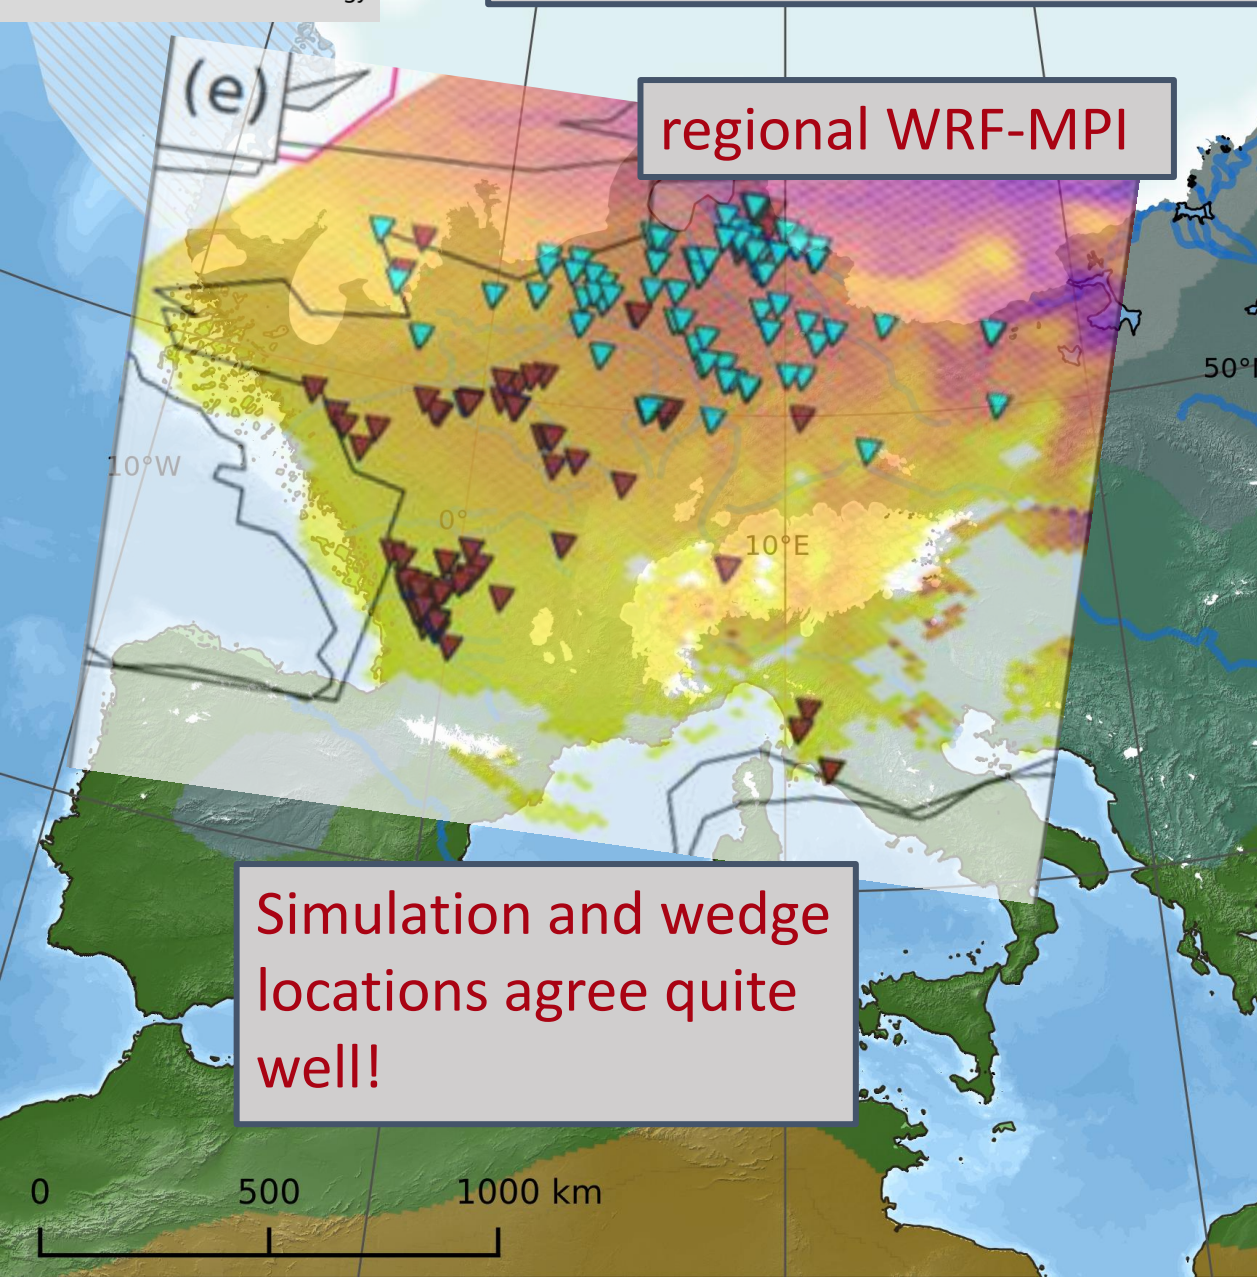 (e)
regional WRF-MPI
50°
10°W
0°
10°E
Simulation and wedge
locations agree quite
well!
0 500 1000 km